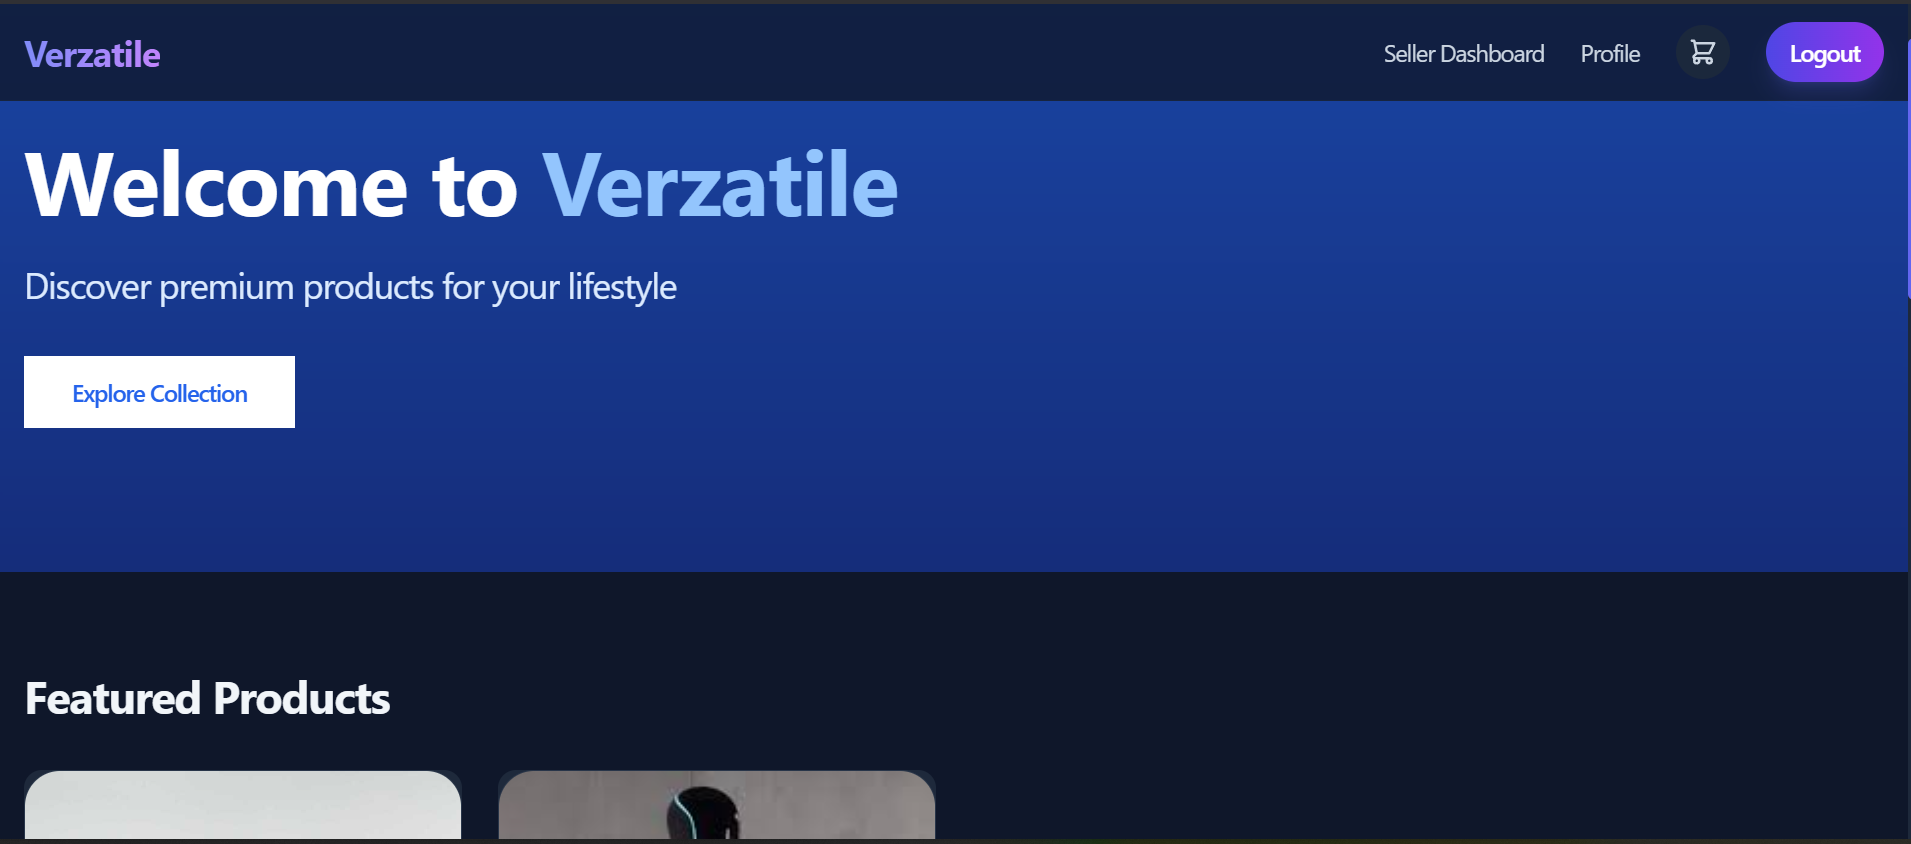 Verzatile
Seller Dashboard
Profile
Logout
Welcome to Verzatile
Discover premium products for your lifestyle
Explore Collection
Featured Products